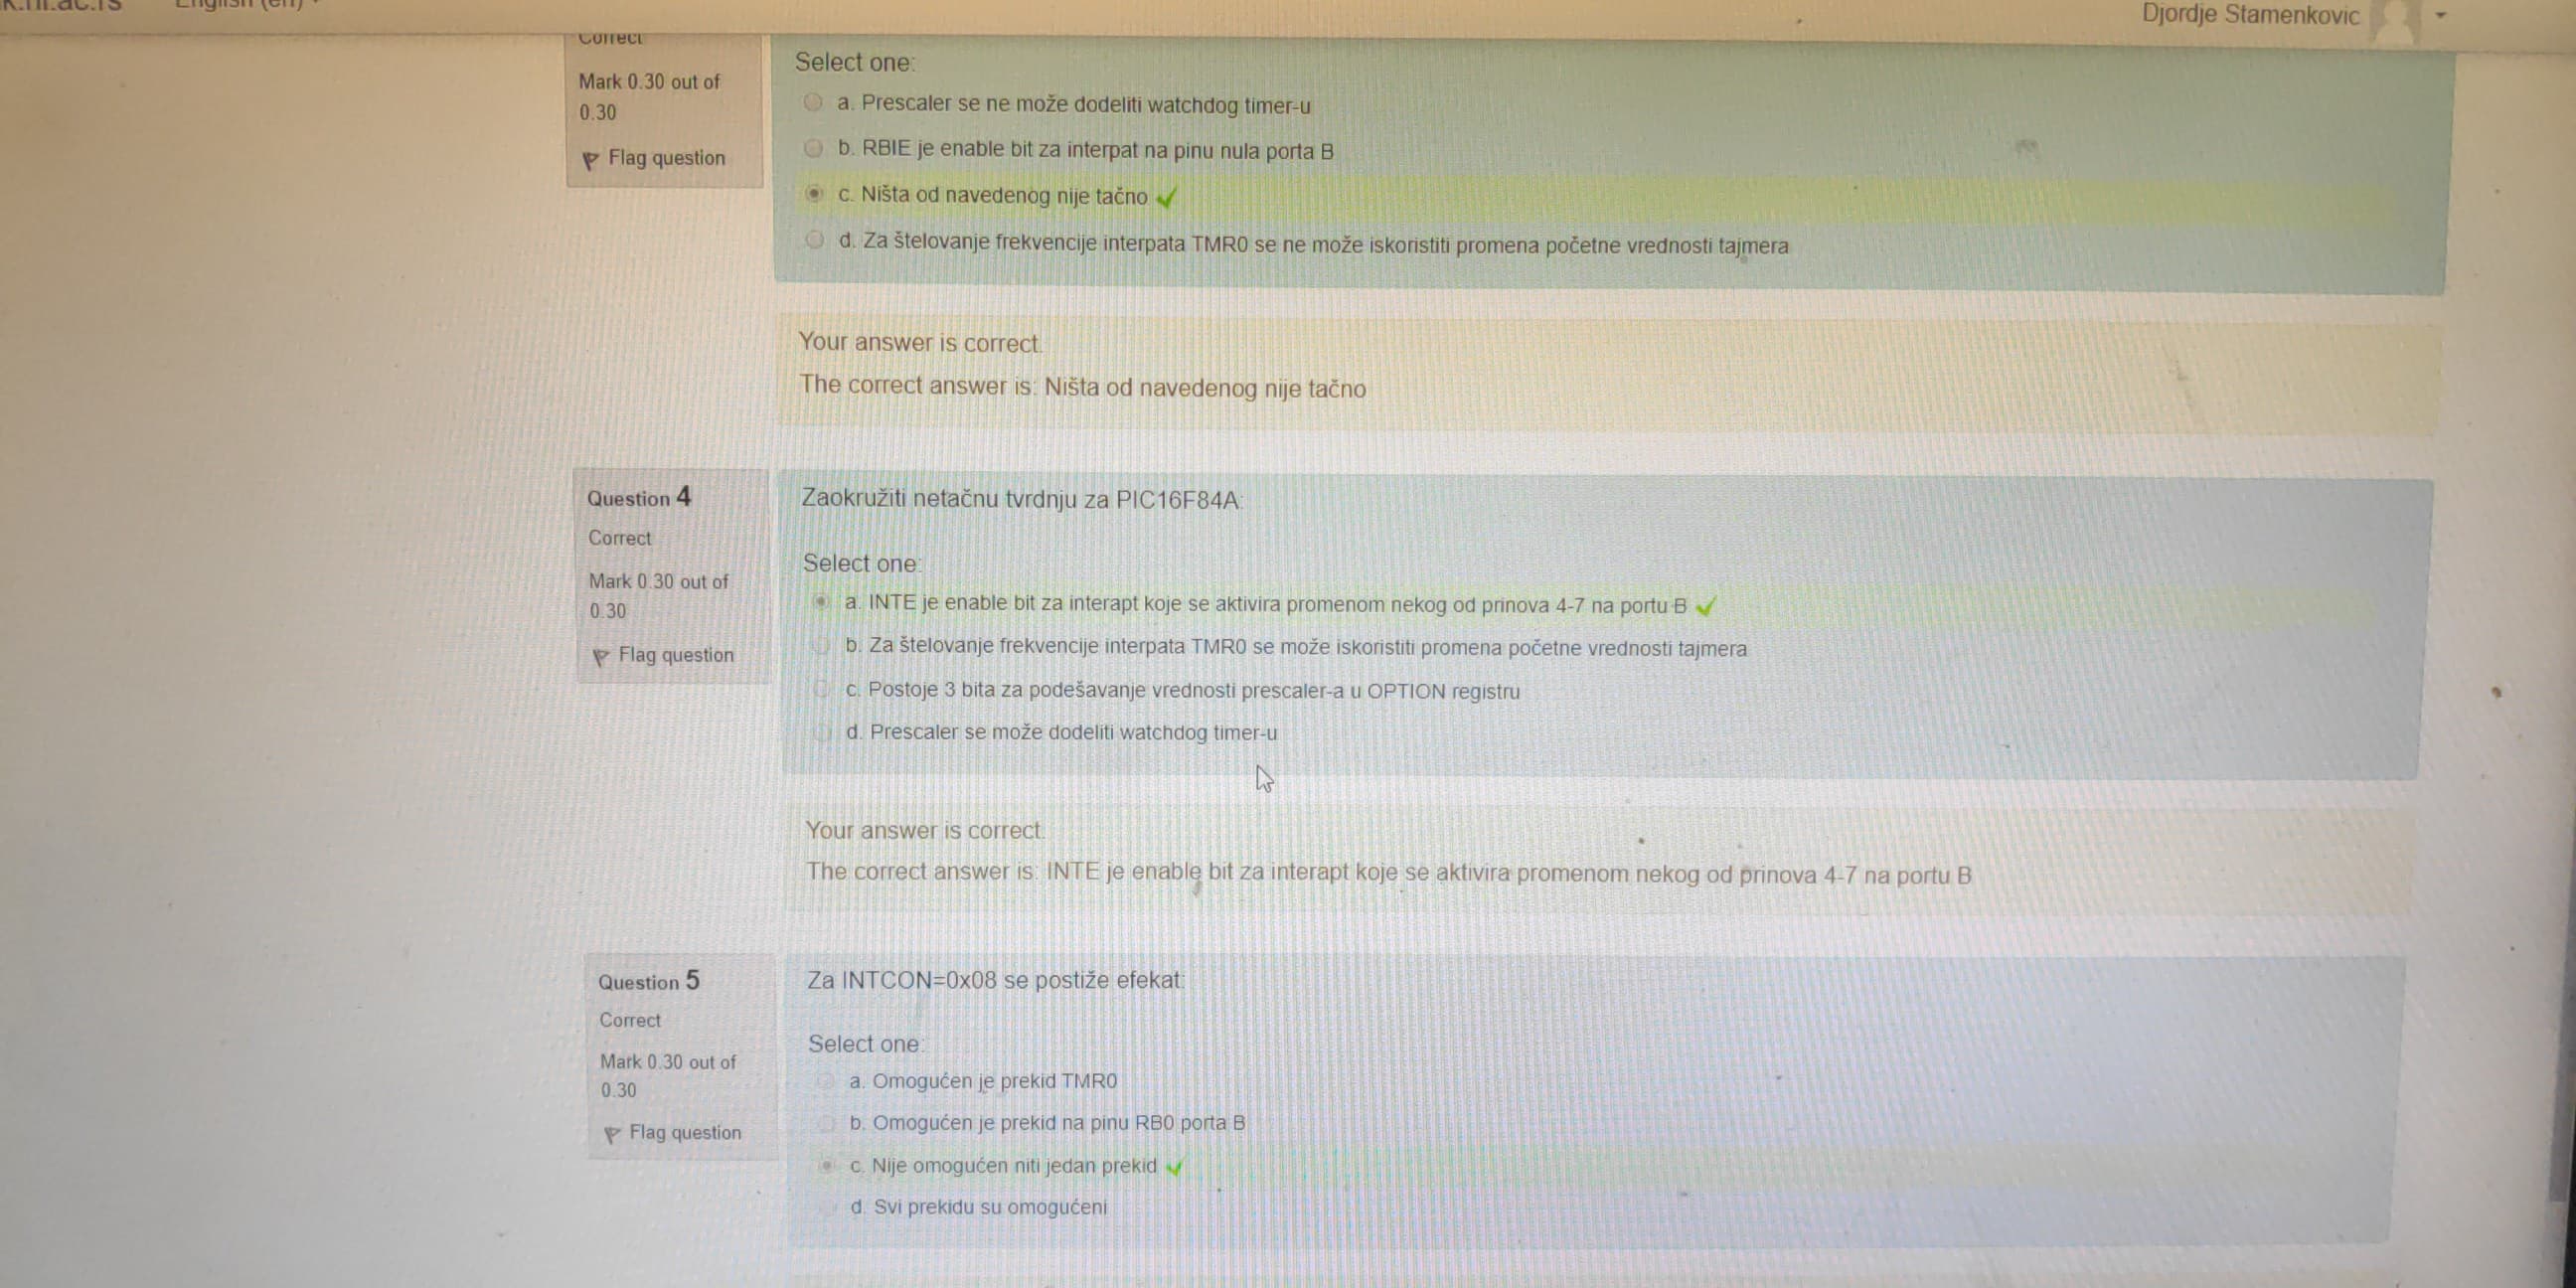 English (en)
Djordje Stamenkovic
Correct
Mark 0.30 out of
0.30
Flag question
Select one:
a. Prescaler se ne može dodeliti watchdog timer-u
b. RBIE je enable bit za interpat na pinu nula porta B
c. Ništa od navedenog nije tačno
d. Za štelovanje frekvencije interpata TMR0 se ne može iskoristiti promena početne vrednosti tajmera
Your answer is correct.
The correct answer is: Ništa od navedenog nije tačno
Question 4
Correct
Mark 0.30 out of
0.30
Flag question
Zaokružiti netačnu tvrdnju za PIC16F84A:
Select one:
a. INTE je enable bit za interapt koje se aktivira promenom nekog od prinova 4-7 na portu B
b. Za štelovanje frekvencije interpata TMR0 se može iskoristiti promena početne vrednosti tajmera
c. Postoje 3 bita za podešavanje vrednosti prescaler-a u OPTION registru
d. Prescaler se može dodeliti watchdog timer-u
Your answer is correct.
The correct answer is: INTE je enable bit za interapt koje se aktivira promenom nekog od prinova 4-7 na portu B
Question 5
Correct
Mark 0.30 out of
0.30
Flag question
Za INTCON=0x08 se postiže efekat:
Select one:
a. Omogućen je prekid TMR0
b. Omogućen je prekid na pinu RB0 porta B
c. Nije omogućen niti jedan prekid
d. Svi prekidu su omogućeni